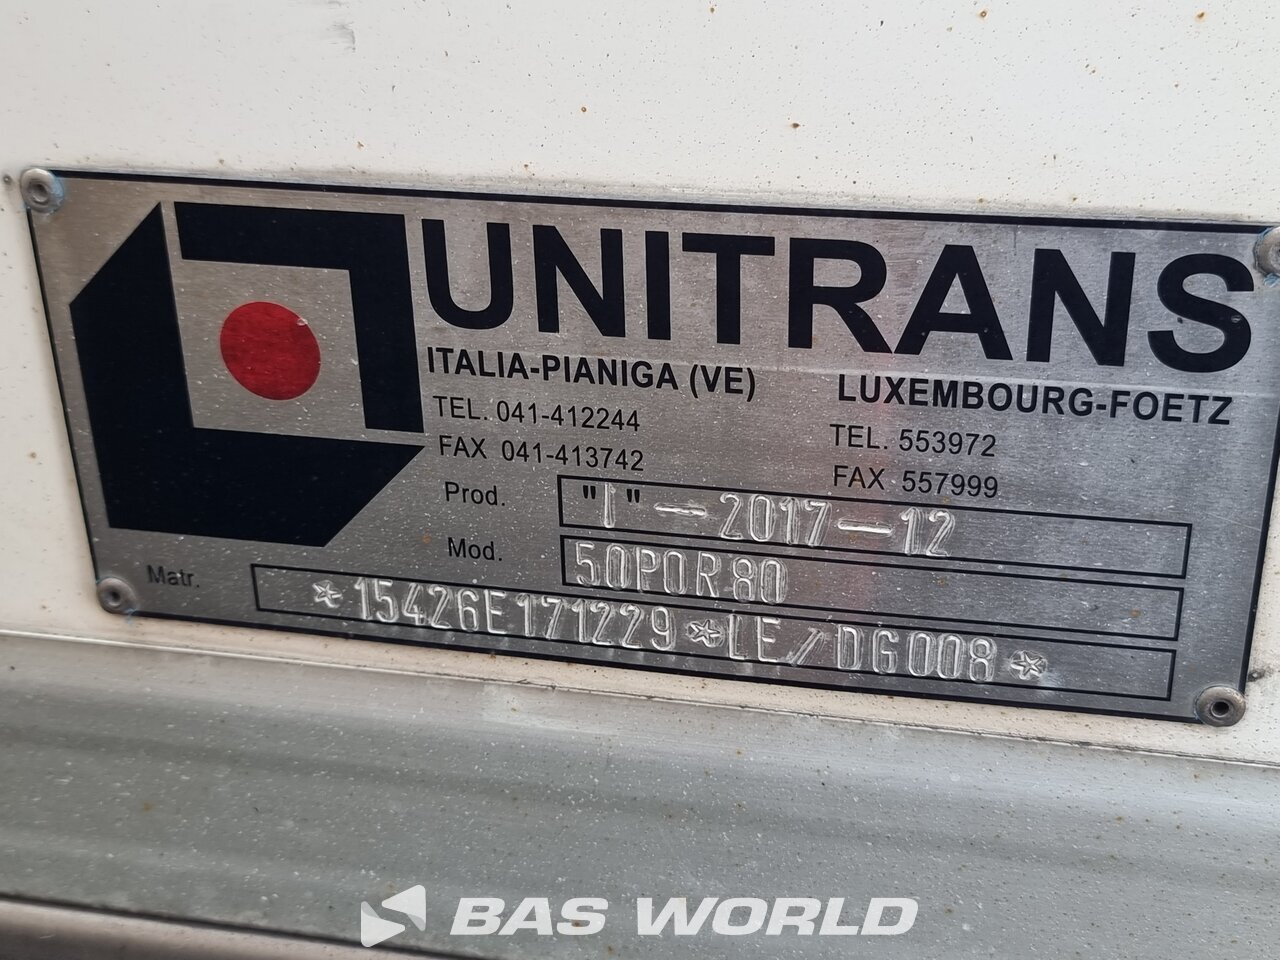 UNITRANS
ITALIA-PIANIGA (VE) LUXEMBOURG-FOETZ
TEL. 041-412244 TEL. 553972
FAX 041-413742 FAX 557999
Prod. "I"-2017-12
Mod. 50POR80
Matr. *15426E171229*LE/DG008*
BAS WORLD